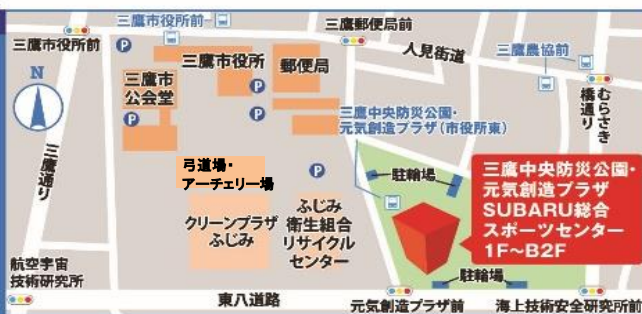 三鷹市役所前
三鷹郵便局前
三鷹市役所前
人見街道
三鷹農協前
三鷹市役所
郵便局
N
P
三鷹市
公会堂
P
P
P
三鷹中央防災公園・
元気創造プラザ(市役所東)
むらさき
橋通り
三鷹通り
弓道場・
アーチェリー場
P
駐輪場
三鷹中央防災公園・
元気創造プラザ
SUBARU総合
スポーツセンター
1F〜B2F
クリーンプラザ
ふじみ
ふじみ
衛生組合
リサイクル
センター
航空宇宙
技術研究所
駐輪場
東八道路
元気創造プラザ前
海上技術安全研究所前